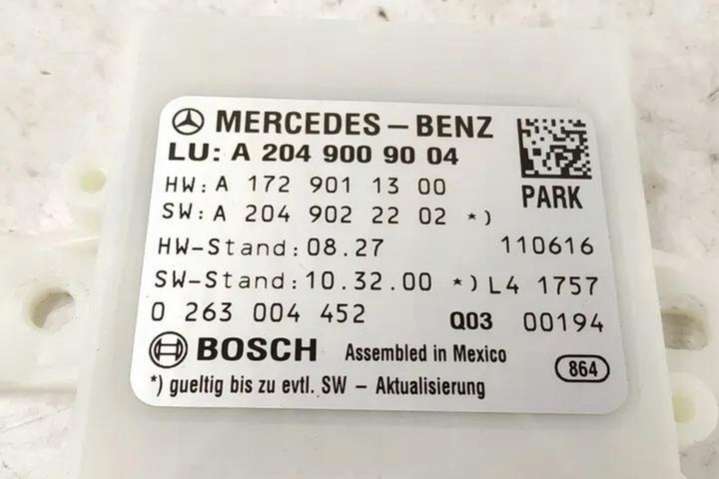 MERCEDES-BENZ
LU: A 204 900 90 04
PARK
HW: A 172 901 13 00
SW: A 204 902 22 02 *)
HW-Stand: 08.27 110616
SW-Stand: 10.32.00 *) L4 1757
0 263 004 452 Q03 00194
BOSCH Assembled in Mexico 864
*) gueltig bis zu evtl. SW - Aktualisierung